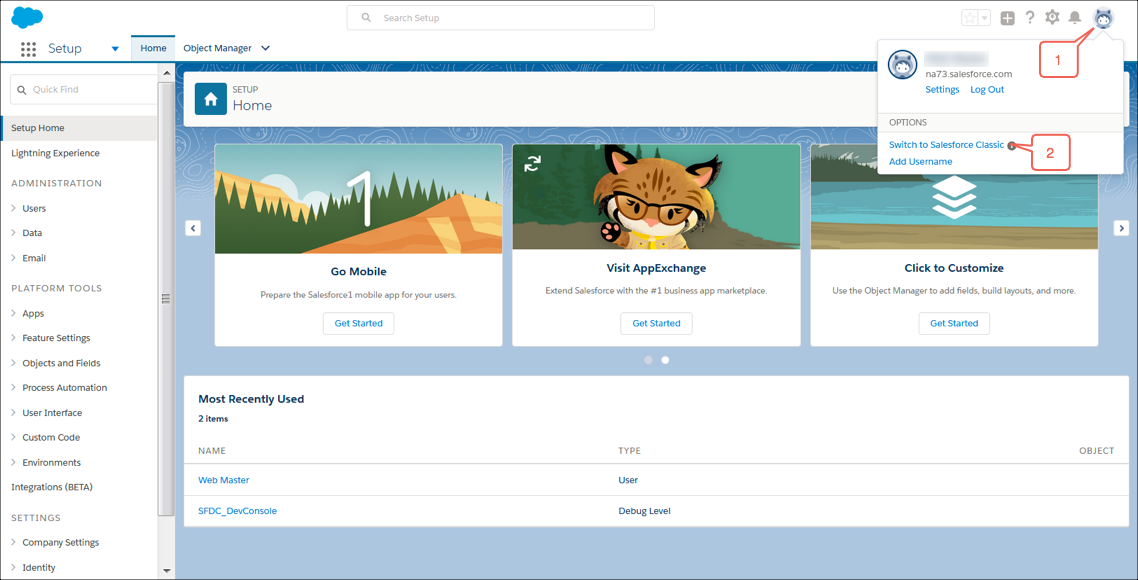 Search Setup
Setup
Home
Object Manager
1
na73.salesforce.com
Settings Log Out
OPTIONS
Switch to Salesforce Classic
2
Add Username
Quick Find
Setup Home
Lightning Experience
ADMINISTRATION
Users
Data
Email
PLATFORM TOOLS
Apps
Feature Settings
Objects and Fields
Process Automation
User Interface
Custom Code
Environments
Integrations (BETA)
SETTINGS
Company Settings
Identity
SETUP
Home
1
Go Mobile
Prepare the Salesforce1 mobile app for your users.
Get Started
Visit AppExchange
Extend Salesforce with the #1 business app marketplace.
Get Started
Click to Customize
Use the Object Manager to add fields, build layouts, and more.
Get Started
Most Recently Used
2 items
NAME TYPE OBJECT
Web Master User
SFDC_DevConsole Debug Level